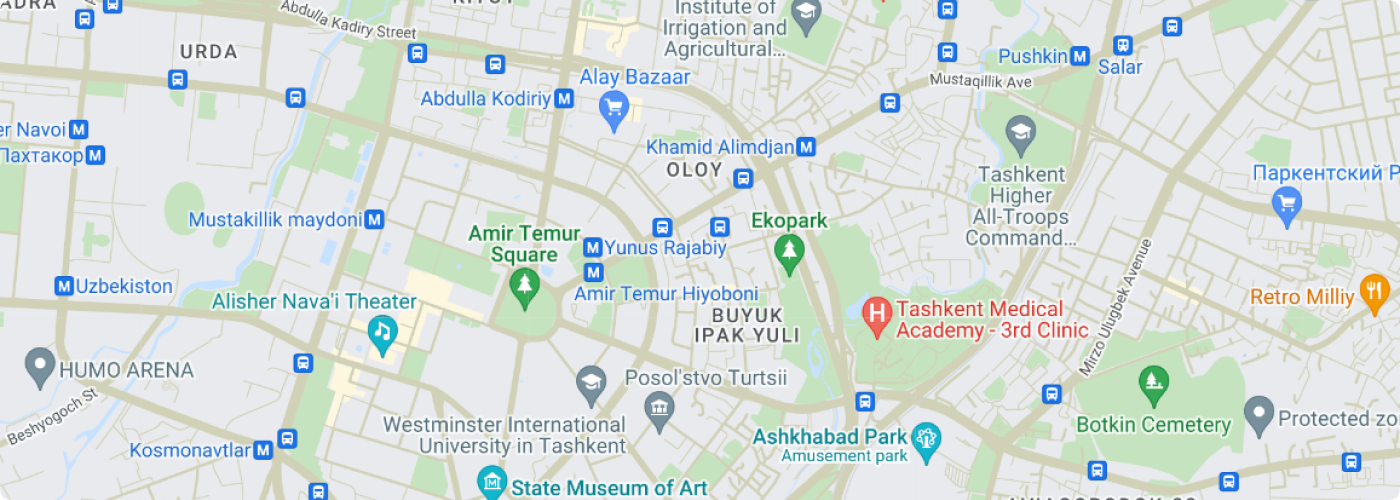 Abdulla Kadiry Street
URDA
Institute of
Irrigation and
Agricultural...
Pushkin M
Salar
Mustaqillik Ave
Alay Bazaar
Abdulla Kodiriy M
er Navoi M
Пахтакор M
Khamid Alimdjan M
OLOY
Tashkent
Higher
All-Troops
Command...
Паркентский Р
Mustakillik maydoni M
Amir Temur
Square
M Yunus Rajabiy
M
Amir Temur Hiyoboni
Ekopark
M Uzbekiston
Alisher Nava'i Theater
BUYUK
IPAK YULI
H Tashkent Medical
Academy - 3rd Clinic
Mirzo Ulugbek Avenue
Retro Milliy
HUMO ARENA
Beshyogoch St
Posol'stvo Turtsii
Westminster International
University in Tashkent
Kosmonavtlar M
Ashkhabad Park
Amusement park
Botkin Cemetery
Protected zo
State Museum of Art